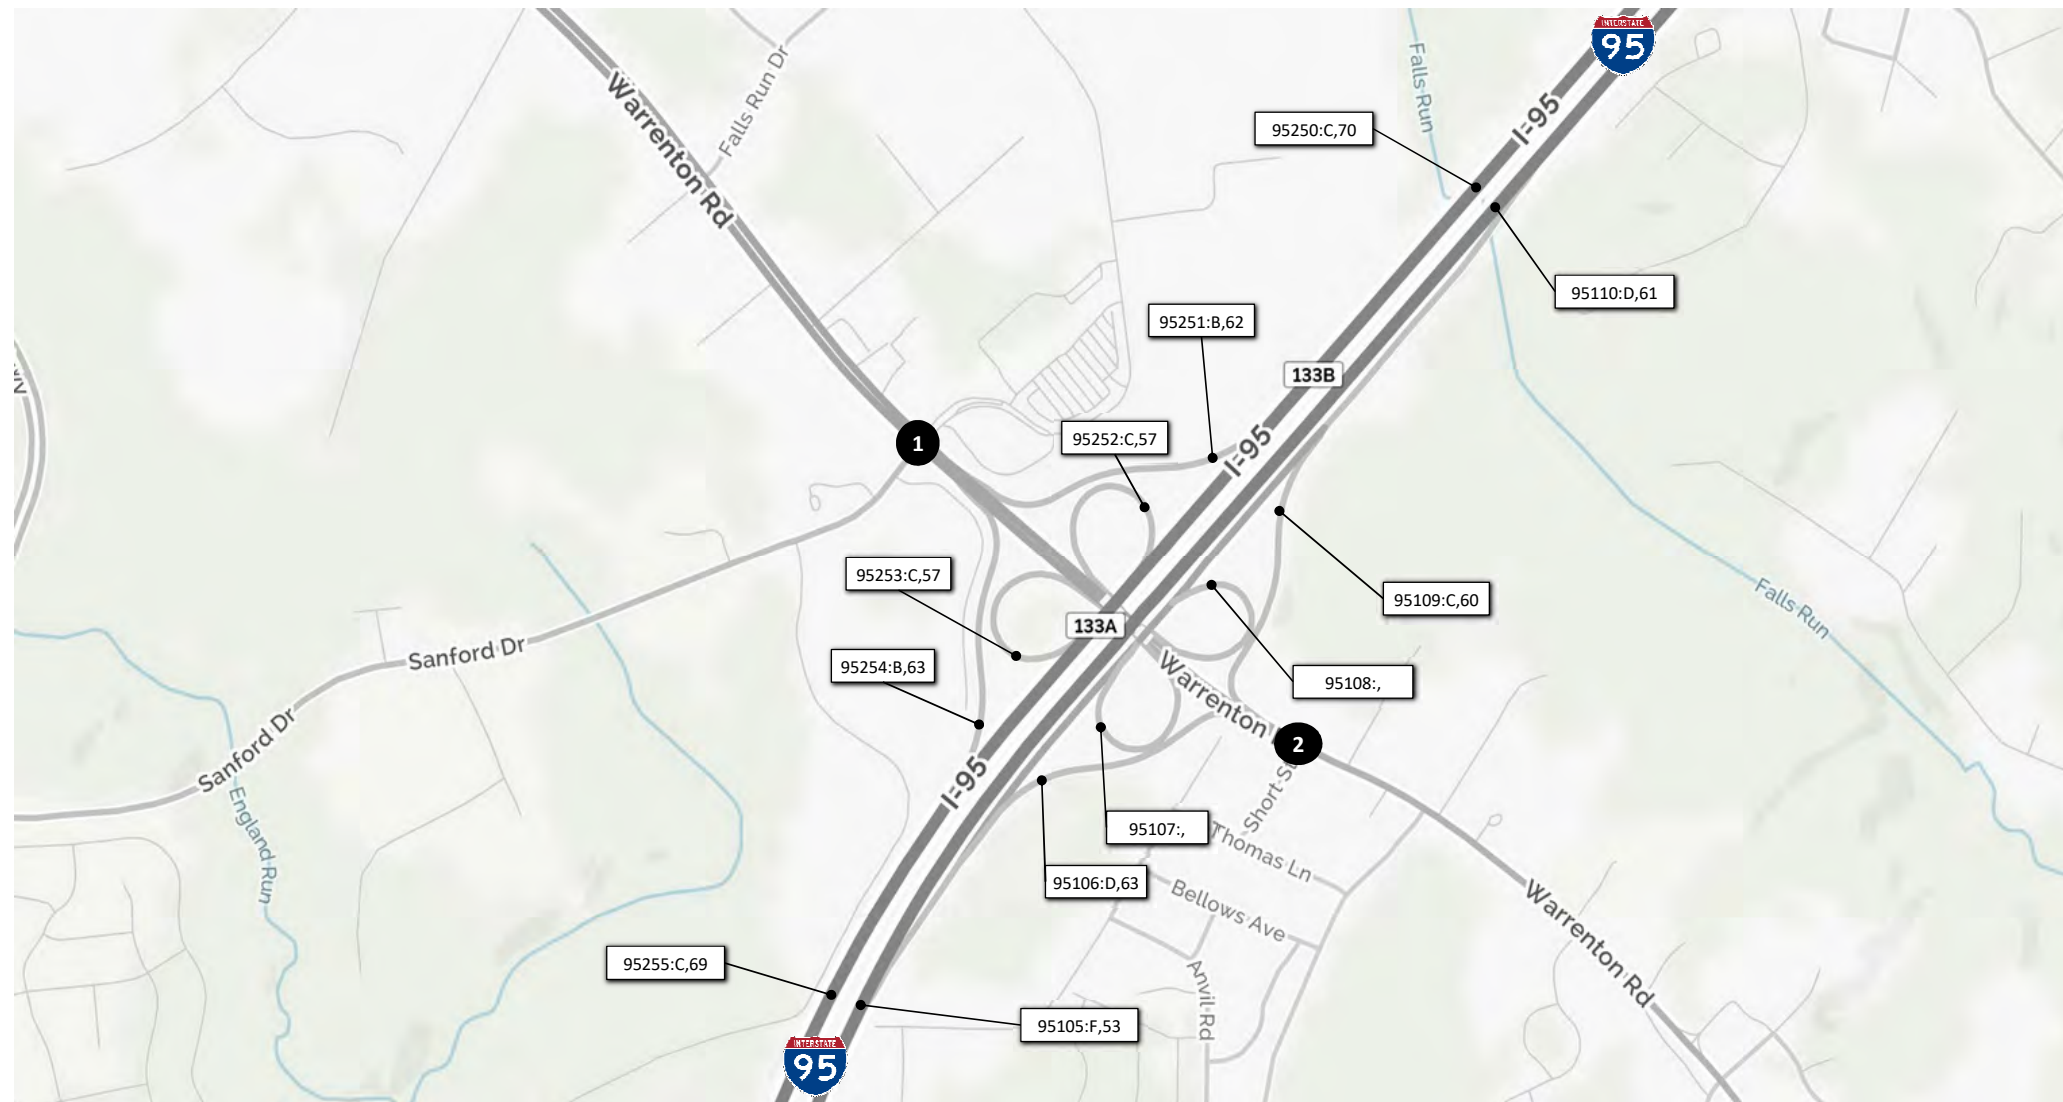 INTERSTATE
95
Falls Run Dr
Falls Run
Warrenton Rd
I-95
95250:C,70
95110:D,61
95251:B,62
133B
95252:C,57
1
I-95
95253:C,57
95109:C,60
133A
Sanford Dr
95254:B,63
95108:,
Warrenton
2
Falls Run
Sanford Dr
I-95
Short St
England Run
95107:,
Thomas Ln
95106:D,63
Bellows Ave
Warrenton Rd
95255:C,69
Anvil Rd
95105:F,53
INTERSTATE
95